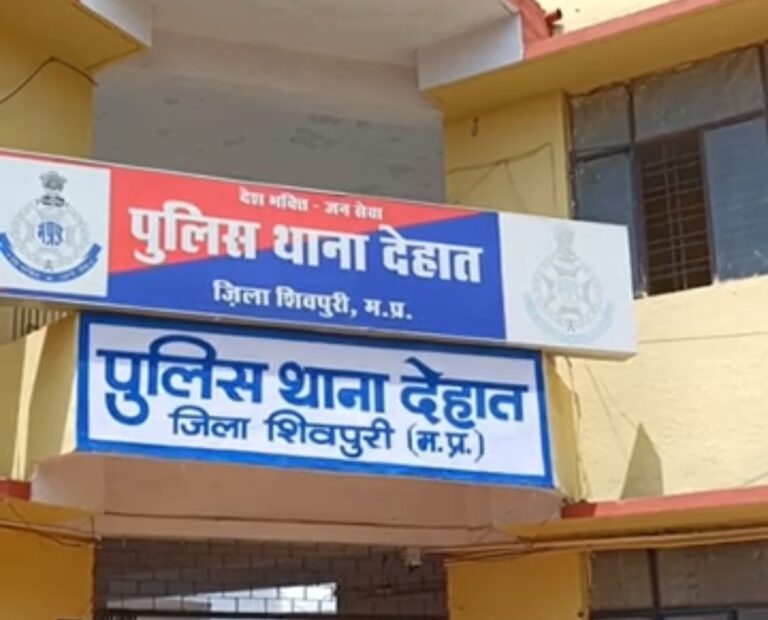 देश भक्ति - जन सेवा
पुलिस थाना देहात
ज़िला शिवपुरी, म.प्र.
पुलिस थाना देहात
जिला शिवपुरी (म.प्र.)